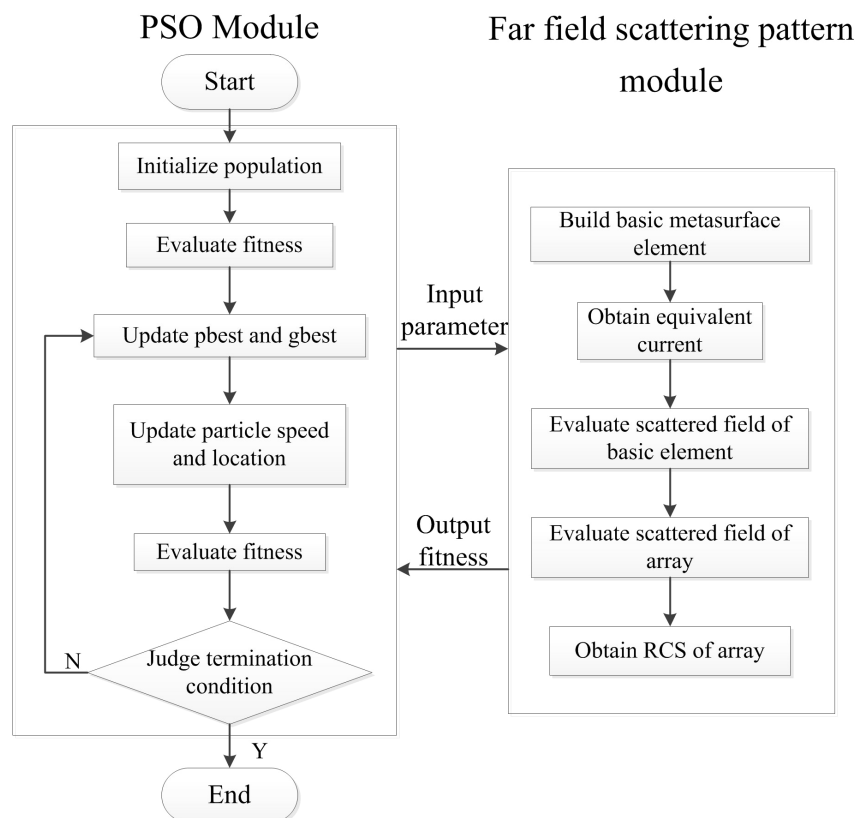 PSO Module
Start
Initialize population
Evaluate fitness
Update pbest and gbest
Update particle speed
and location
Evaluate fitness
Judge termination
condition
N
Y
End
Input
parameter
Output
fitness
Far field scattering pattern
module
Build basic metasurface
element
Obtain equivalent
current
Evaluate scattered field of
basic element
Evaluate scattered field of
array
Obtain RCS of array